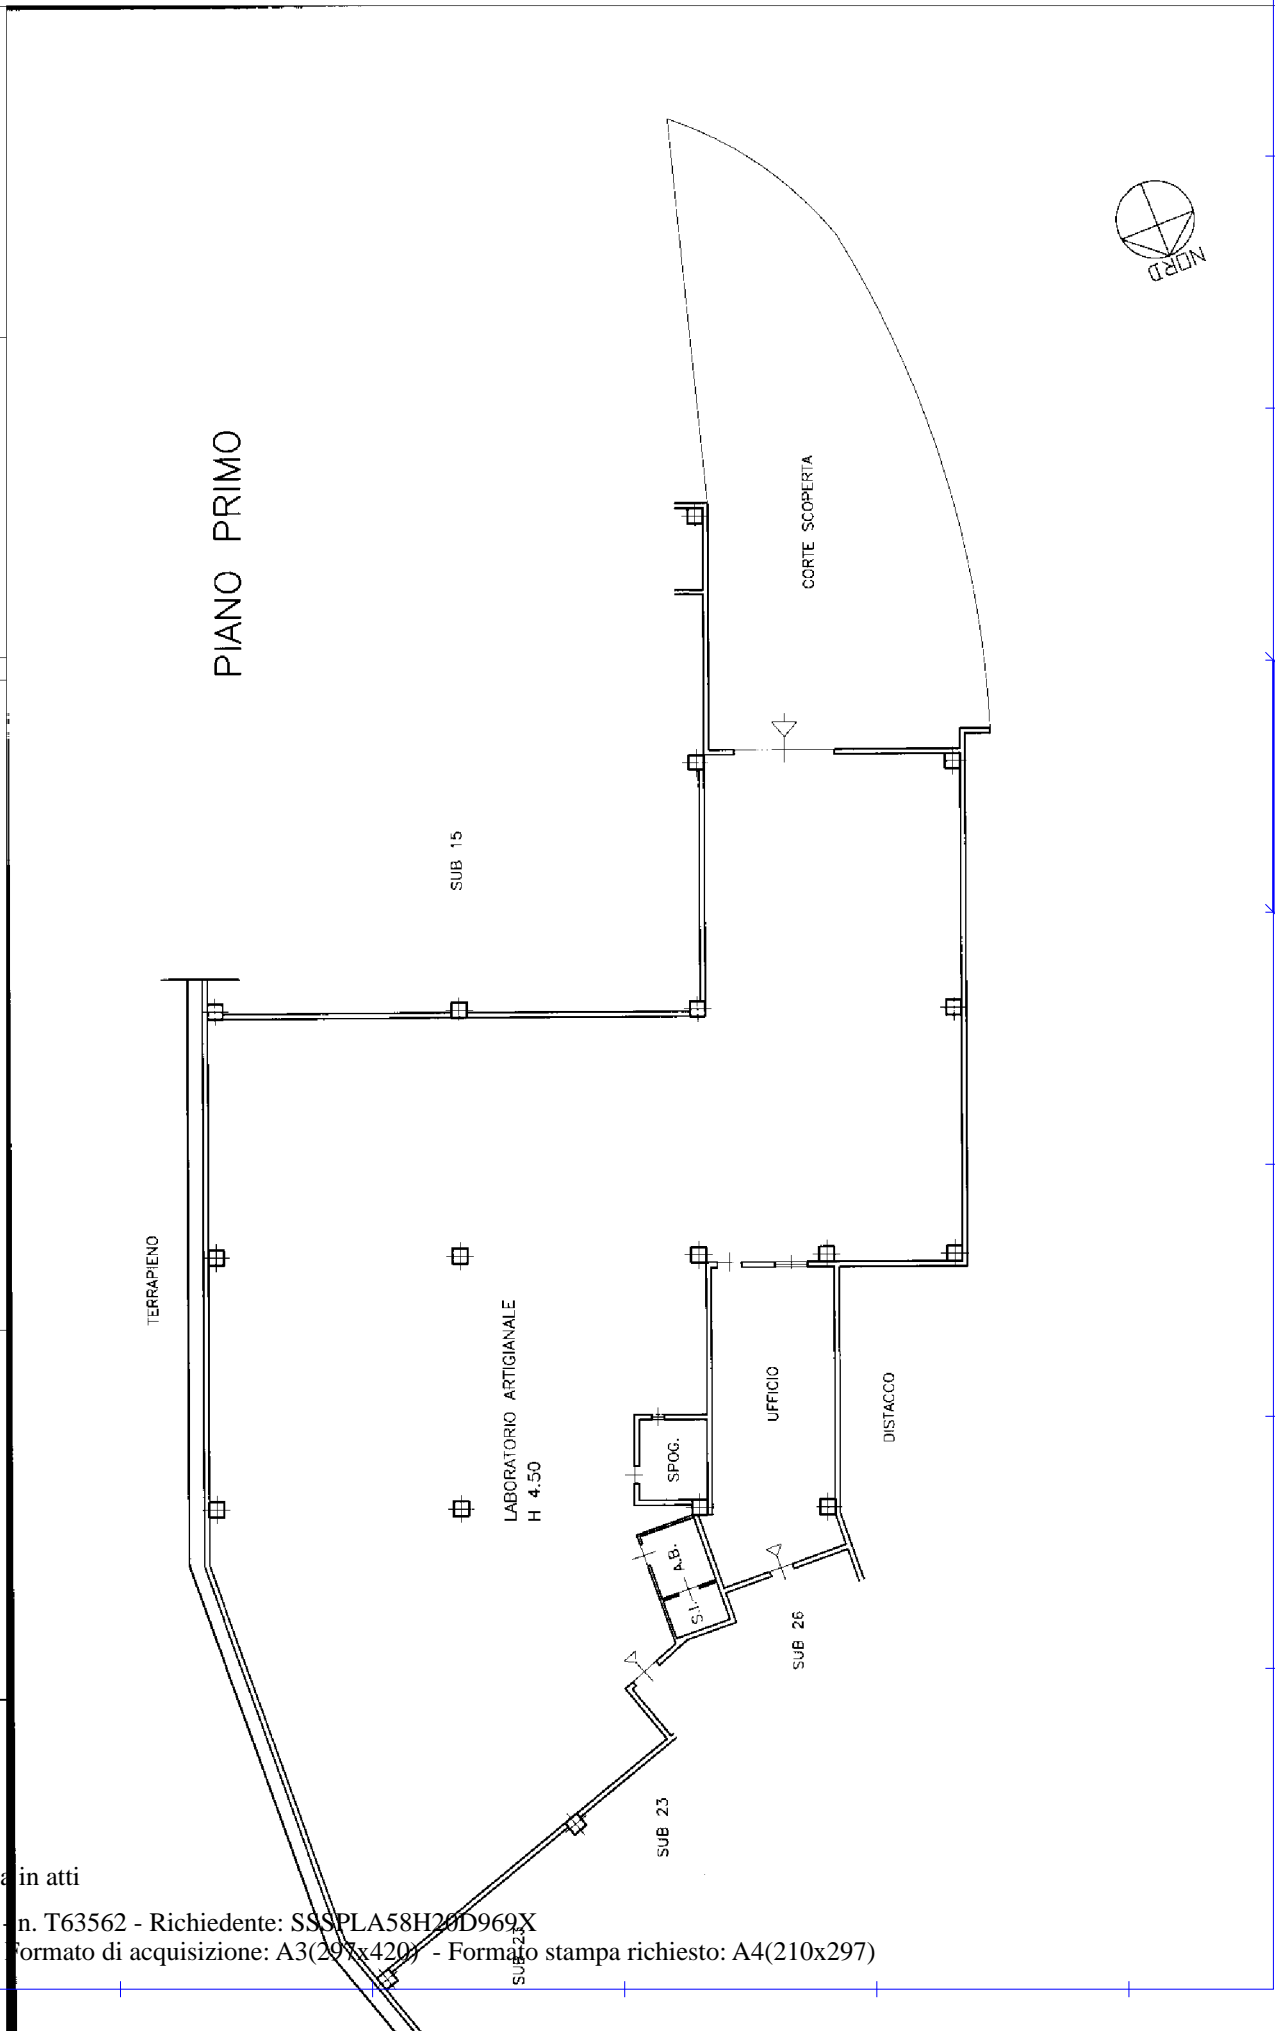 PIANO PRIMO
NORD
CORTE SCOPERTA
SUB 15
TERRAPIENO
LABORATORIO ARTIGIANALE
H 4.50
SPOG.
UFFICIO
DISTACCO
A.B.
S.I.
SUB 26
SUB 23
SUB 23
in atti
n. T63562 - Richiedente: SSSPLA58H20D969X
Formato di acquisizione: A3(297x420) - Formato stampa richiesto: A4(210x297)